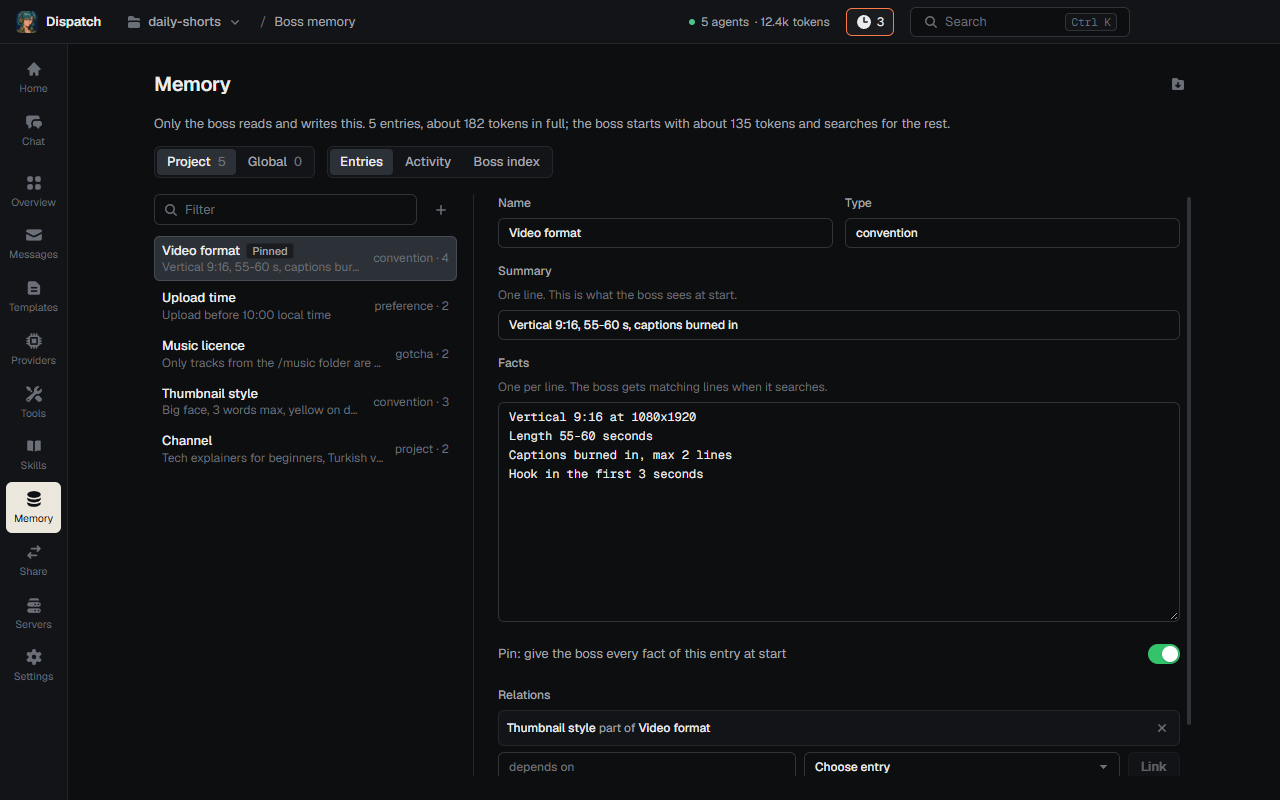 Dispatch
daily-shorts
/ Boss memory
5 agents · 12.4k tokens
3
Search
Ctrl K
Home
Chat
Overview
Messages
Templates
Providers
Tools
Skills
Memory
Share
Servers
Settings
Memory
Only the boss reads and writes this. 5 entries, about 182 tokens in full; the boss starts with about 135 tokens and searches for the rest.
Project 5
Global 0
Entries
Activity
Boss index
Filter
Video format Pinned
Vertical 9:16, 55-60 s, captions bur...
convention · 4
Upload time
Upload before 10:00 local time
preference · 2
Music licence
Only tracks from the /music folder are ...
gotcha · 2
Thumbnail style
Big face, 3 words max, yellow on d...
convention · 3
Channel
Tech explainers for beginners, Turkish v...
project · 2
Name
Video format
Type
convention
Summary
One line. This is what the boss sees at start.
Vertical 9:16, 55-60 s, captions burned in
Facts
One per line. The boss gets matching lines when it searches.
Vertical 9:16 at 1080x1920
Length 55-60 seconds
Captions burned in, max 2 lines
Hook in the first 3 seconds
Pin: give the boss every fact of this entry at start
Relations
Thumbnail style part of Video format
depends on
Choose entry
Link